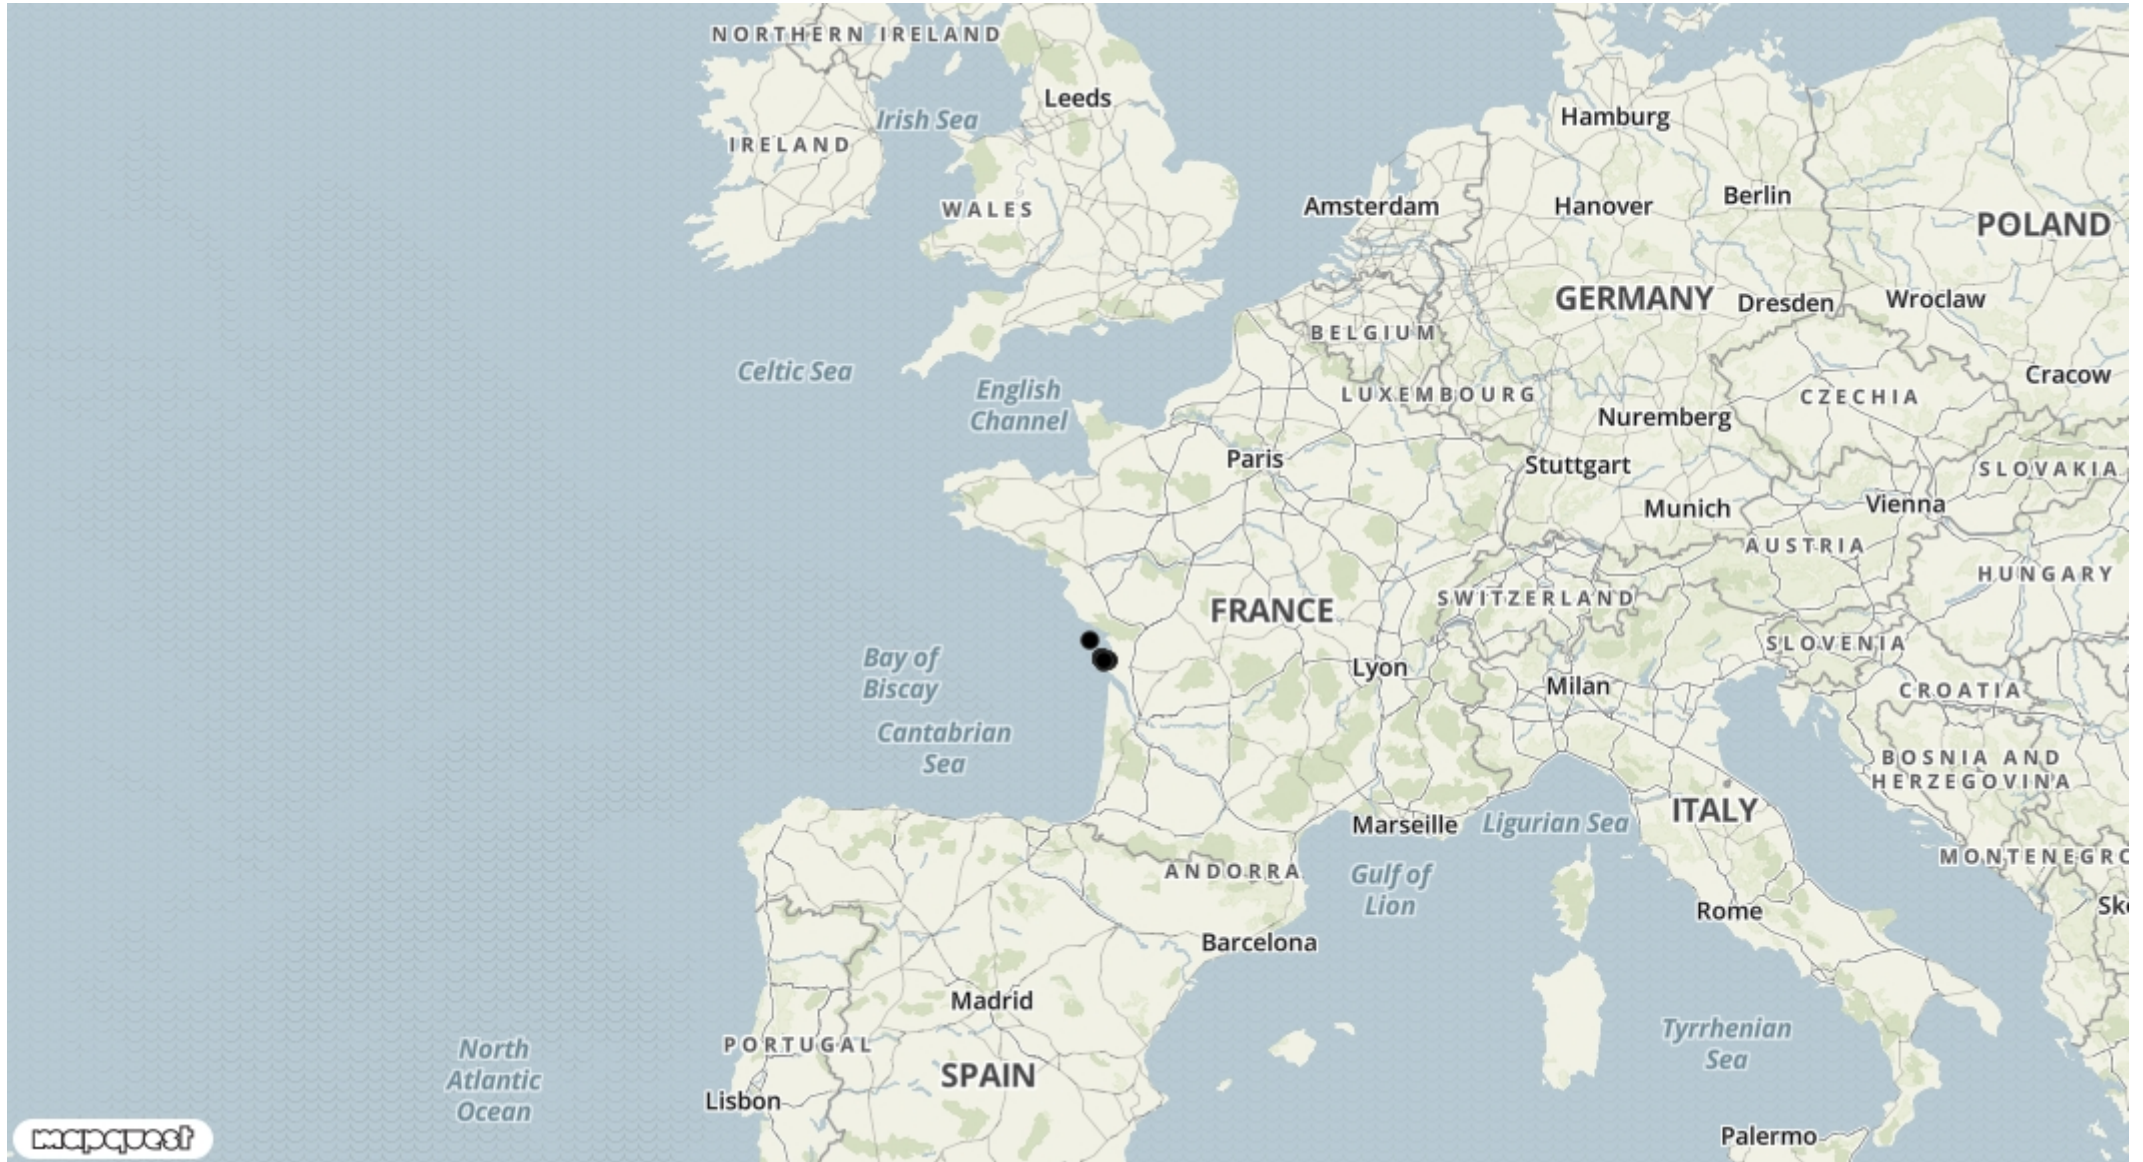 NORTHERN IRELAND
Leeds
Irish Sea
Hamburg
IRELAND
Berlin
Amsterdam
Hanover
WALES
POLAND
GERMANY
Dresden
Wroclaw
BELGIUM
Celtic Sea
English
Channel
Cracow
LUXEMBOURG
CZECHIA
Nuremberg
Paris
Stuttgart
SLOVAKIA
Munich
Vienna
AUSTRIA
HUNGARY
SWITZERLAND
FRANCE
SLOVENIA
Bay of
Biscay
Lyon
Milan
CROATIA
Cantabrian
Sea
BOSNIA AND
HERZEGOVINA
ITALY
Marseille
Ligurian Sea
MONTENEGRO
ANDORRA
Gulf of
Lion
Rome
Sk
Barcelona
Madrid
Tyrrhenian
Sea
PORTUGAL
North
Atlantic
Ocean
SPAIN
Lisbon
Palermo
mapquest